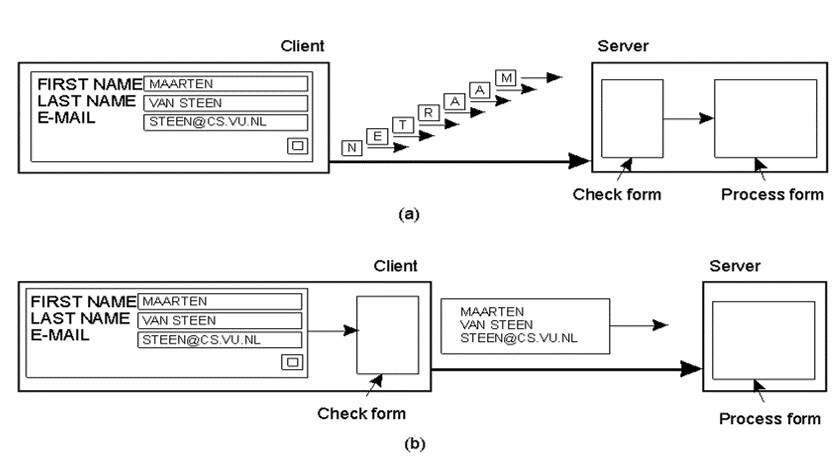 Client
Server
FIRST NAME MAARTEN
LAST NAME VAN STEEN
E-MAIL STEEN@CS.VU.NL
N E T R A A M
Check form
Process form
(a)
Client
Server
FIRST NAME MAARTEN
LAST NAME VAN STEEN
E-MAIL STEEN@CS.VU.NL
MAARTEN
VAN STEEN
STEEN@CS.VU.NL
Check form
Process form
(b)